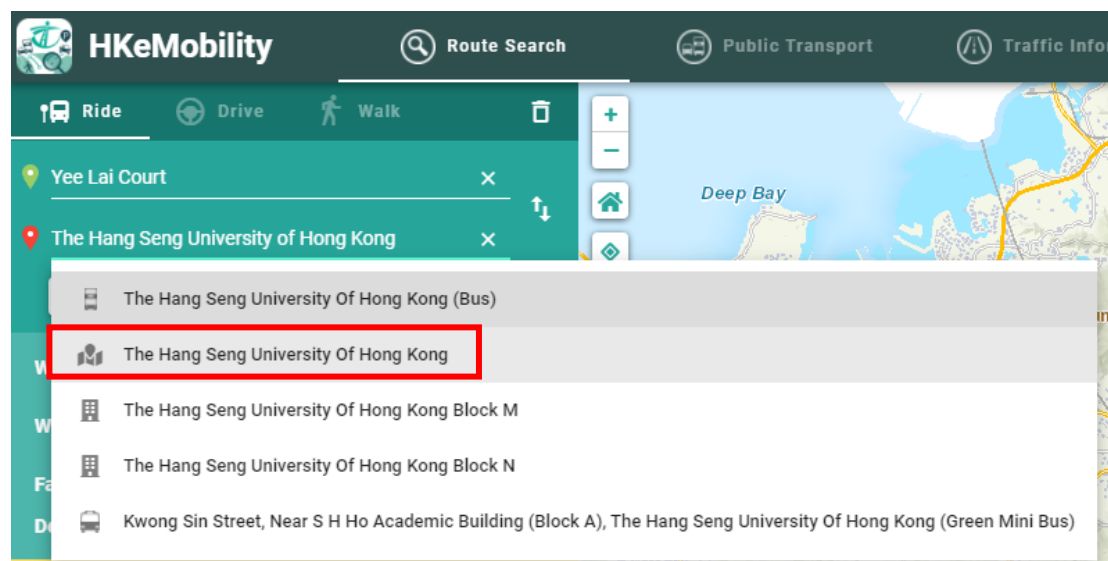 HKeMobility
Route Search
Public Transport
Traffic Info
Ride
Drive
Walk
Yee Lai Court
The Hang Seng University of Hong Kong
Deep Bay
The Hang Seng University Of Hong Kong (Bus)
The Hang Seng University Of Hong Kong
The Hang Seng University Of Hong Kong Block M
The Hang Seng University Of Hong Kong Block N
Kwong Sin Street, Near S H Ho Academic Building (Block A), The Hang Seng University Of Hong Kong (Green Mini Bus)